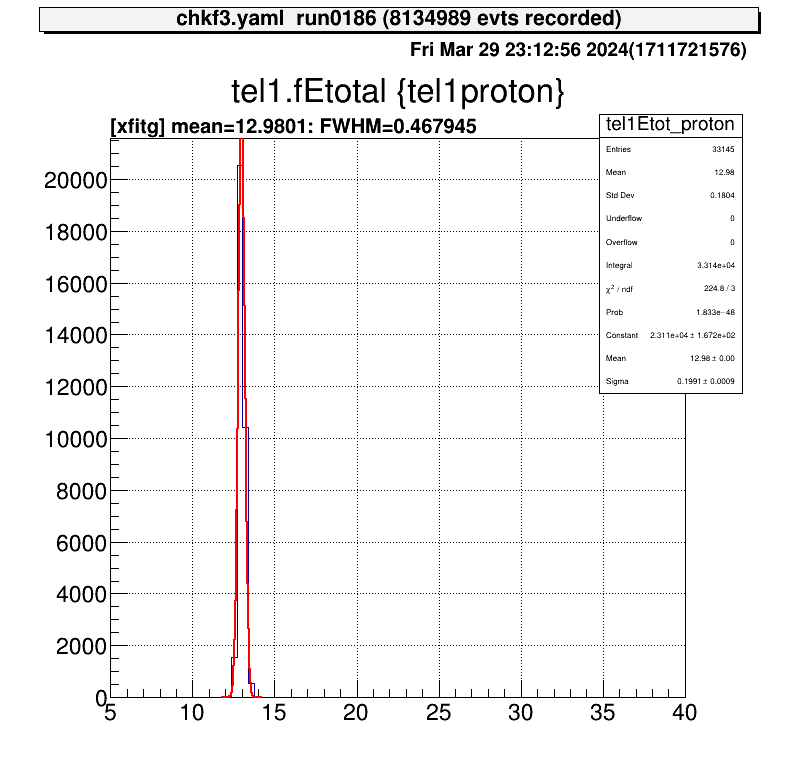 chkf3.yaml  run0186 (8134989 evts recorded)
Fri Mar 29 23:12:56 2024(1711721576)
tel1.fEtotal {tel1proton}
[xfitg] mean=12.9801: FWHM=0.467945
tel1Etot_proton
Entries 33145
Mean 12.98
Std Dev 0.1804
Underflow 0
Overflow 0
Integral 3.314e+04
χ² / ndf 224.8 / 3
Prob 1.833e−48
Constant 2.311e+04 ± 1.672e+02
Mean 12.98 ± 0.00
Sigma 0.1991 ± 0.0009
20000
18000
16000
14000
12000
10000
8000
6000
4000
2000
0
5 10 15 20 25 30 35 40